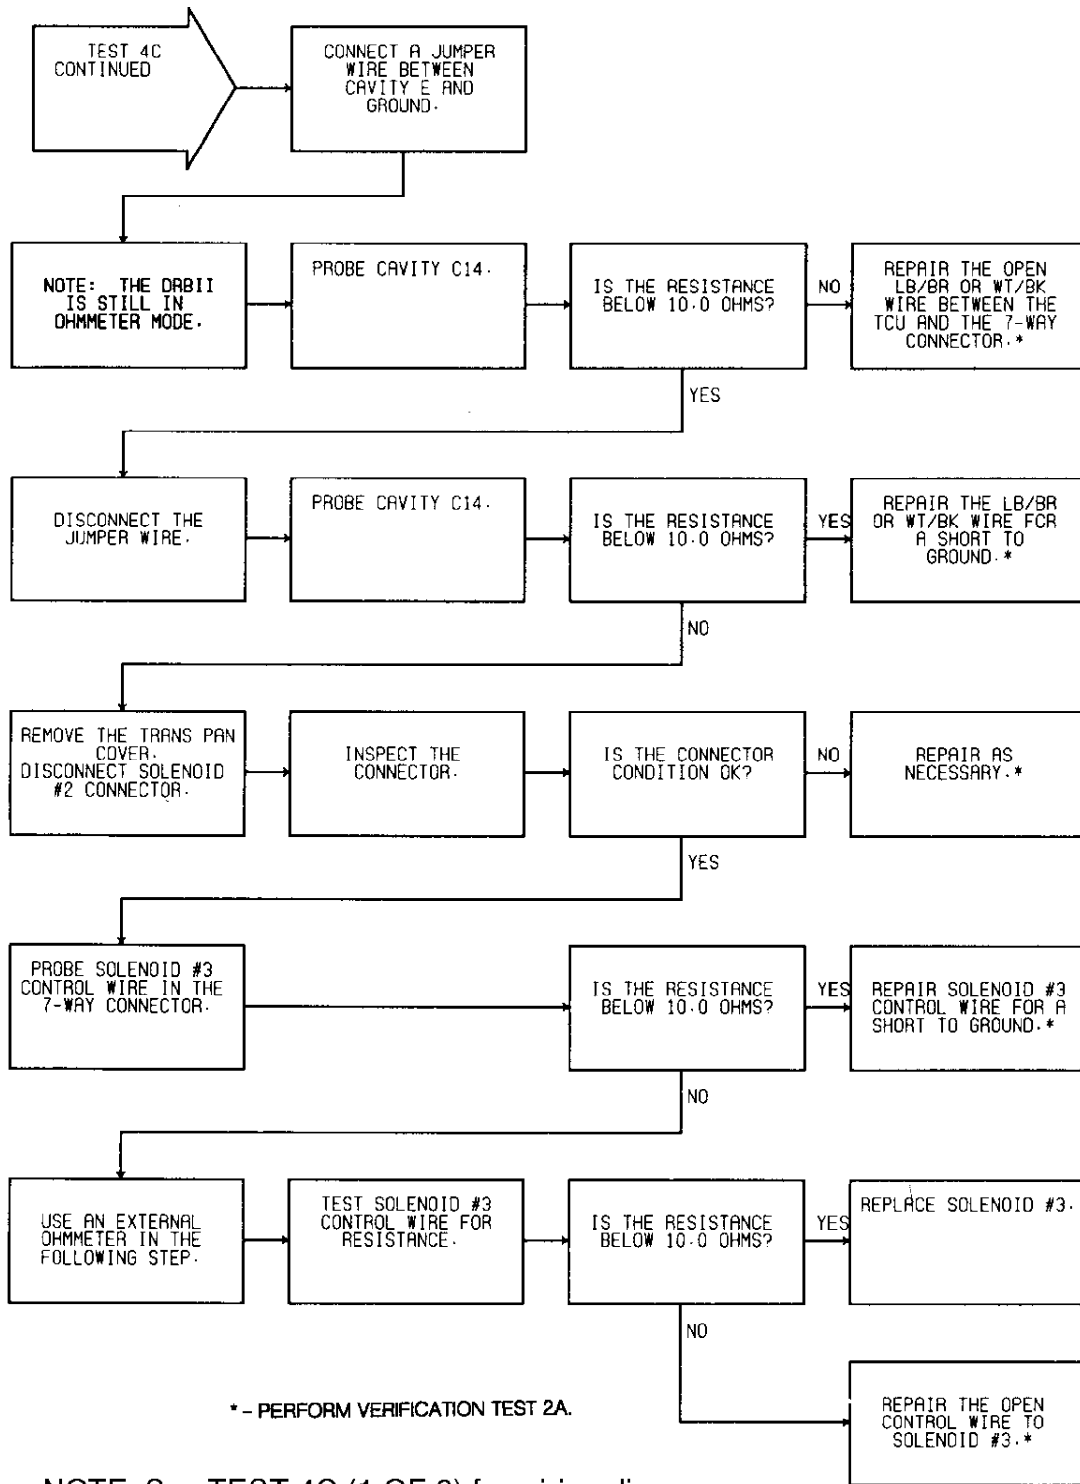 TEST 4C
CONTINUED
CONNECT A JUMPER
WIRE BETWEEN
CAVITY E AND
GROUND.
NOTE: THE DRBII
IS STILL IN
OHMMETER MODE.
PROBE CAVITY C14.
IS THE RESISTANCE
BELOW 10.0 OHMS?
NO
REPAIR THE OPEN
LB/BR OR WT/BK
WIRE BETWEEN THE
TCU AND THE 7-WAY
CONNECTOR.*
YES
DISCONNECT THE
JUMPER WIRE.
PROBE CAVITY C14.
IS THE RESISTANCE
BELOW 10.0 OHMS?
YES
REPAIR THE LB/BR
OR WT/BK WIRE FOR
A SHORT TO
GROUND.*
NO
REMOVE THE TRANS PAN
COVER.
DISCONNECT SOLENOID
#2 CONNECTOR.
INSPECT THE
CONNECTOR.
IS THE CONNECTOR
CONDITION OK?
NO
REPAIR AS
NECESSARY.*
YES
PROBE SOLENOID #3
CONTROL WIRE IN THE
7-WAY CONNECTOR.
IS THE RESISTANCE
BELOW 10.0 OHMS?
YES
REPAIR SOLENOID #3
CONTROL WIRE FOR A
SHORT TO GROUND.*
NO
USE AN EXTERNAL
OHMMETER IN THE
FOLLOWING STEP.
TEST SOLENOID #3
CONTROL WIRE FOR
RESISTANCE.
IS THE RESISTANCE
BELOW 10.0 OHMS?
YES
REPLACE SOLENOID #3.
NO
REPAIR THE OPEN
CONTROL WIRE TO
SOLENOID #3.*
* – PERFORM VERIFICATION TEST 2A.